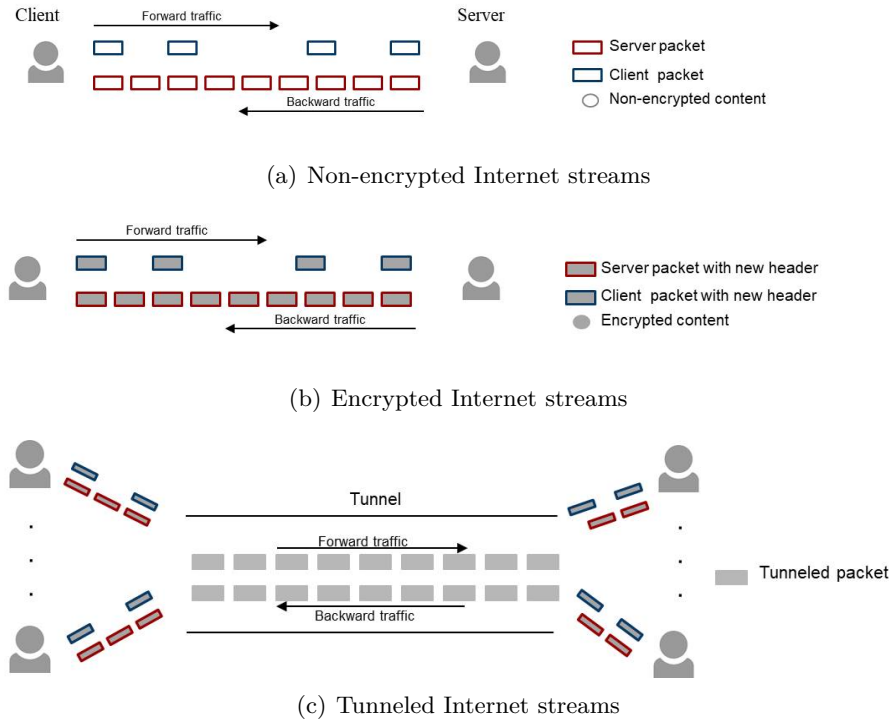 Client
Forward traffic
Server
Server packet
Client packet
Non-encrypted content
Backward traffic
(a) Non-encrypted Internet streams
Forward traffic
Server packet with new header
Client packet with new header
Encrypted content
Backward traffic
(b) Encrypted Internet streams
Tunnel
Forward traffic
Tunneled packet
Backward traffic
(c) Tunneled Internet streams